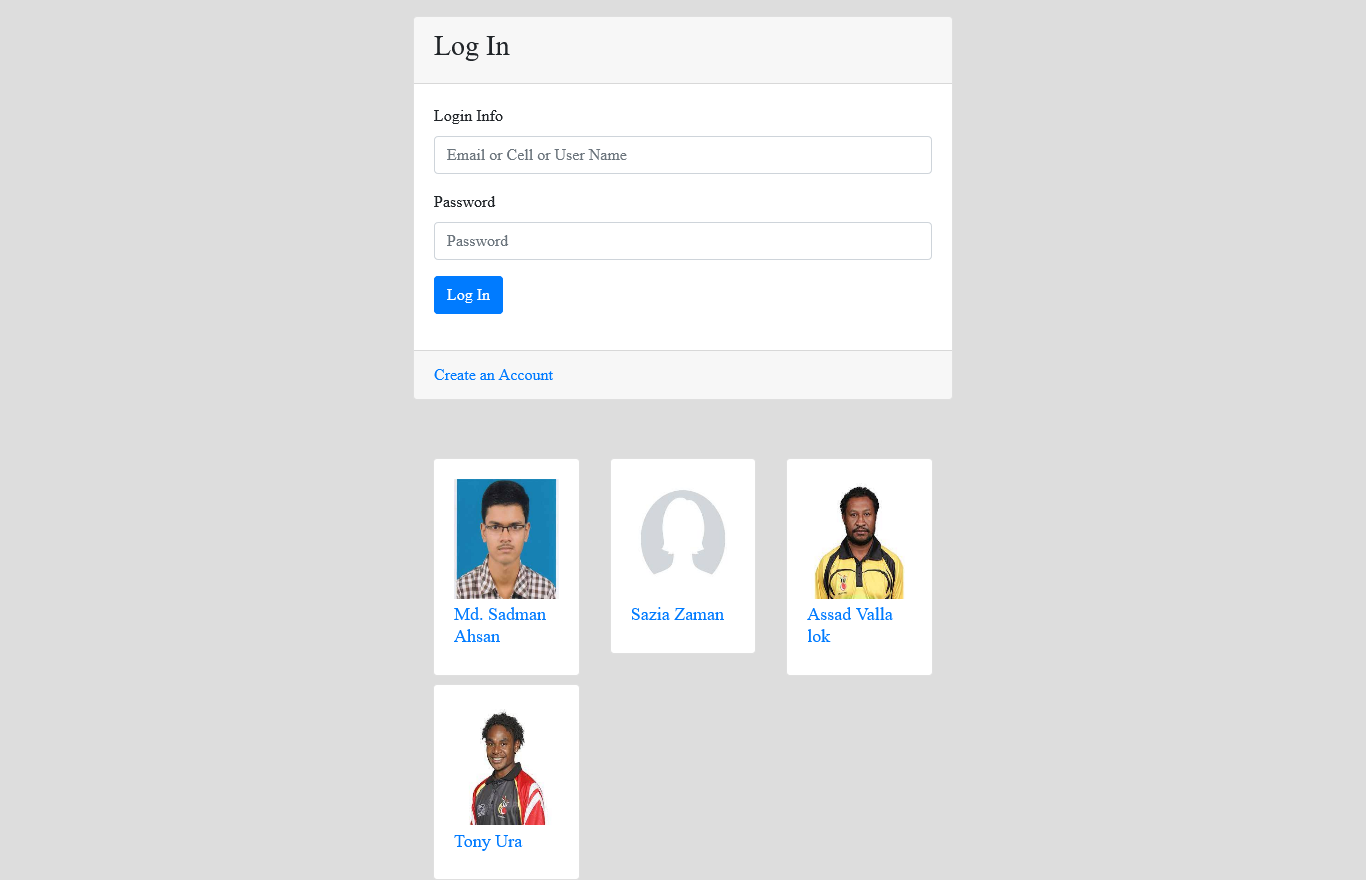 Log In
Login Info
Email or Cell or User Name
Password
Password
Log In
Create an Account
Md. Sadman
Ahsan
Sazia Zaman
Assad Valla
lok
Tony Ura